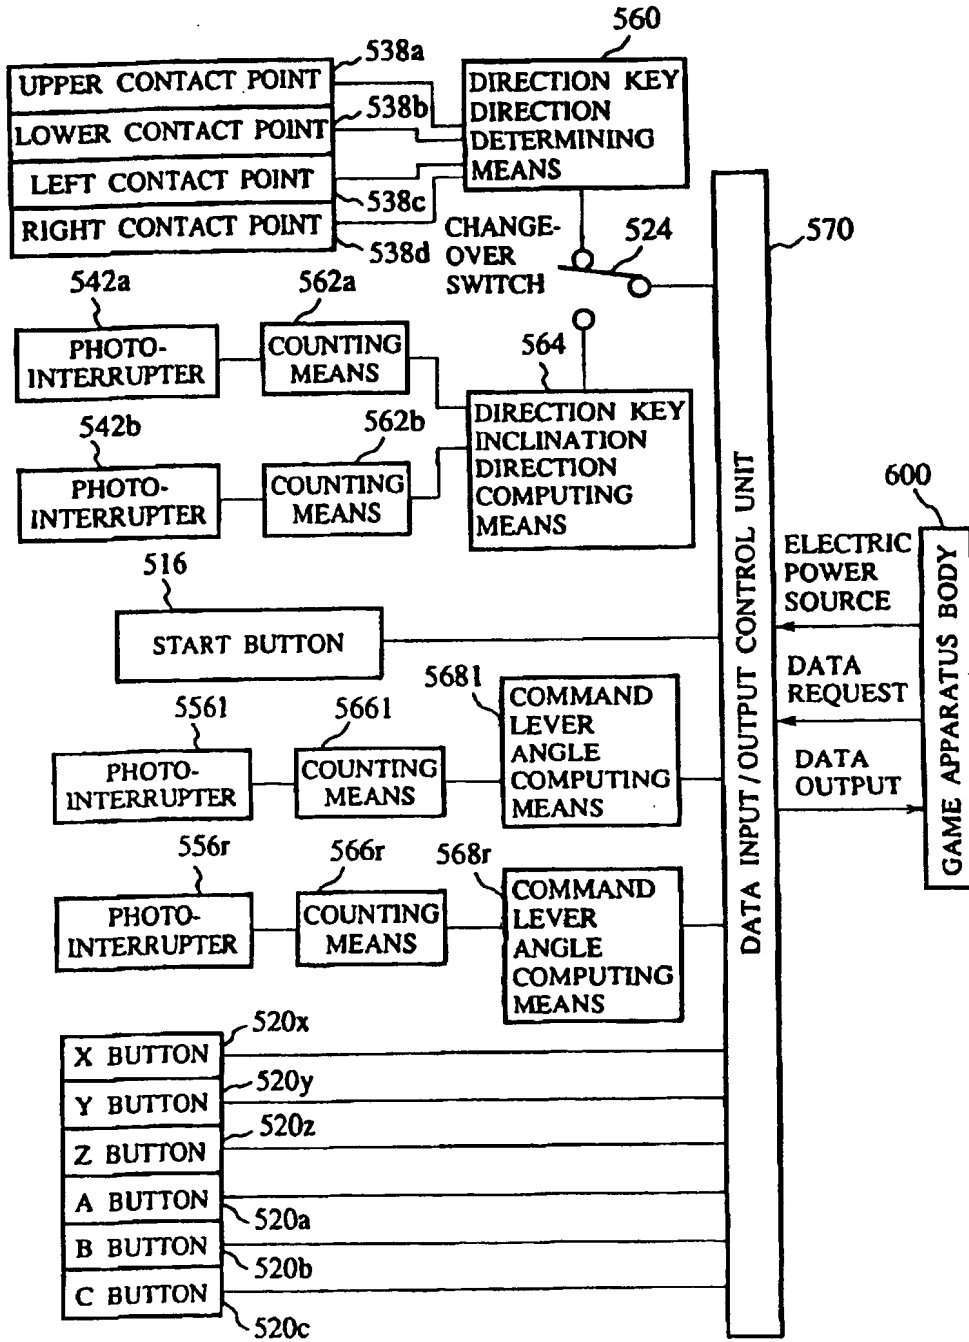 560
538a
UPPER CONTACT POINT
538b
LOWER CONTACT POINT
LEFT CONTACT POINT
538c
RIGHT CONTACT POINT
538d
DIRECTION KEY
DIRECTION
DETERMINING
MEANS
CHANGE-
OVER
SWITCH
524
570
542a
PHOTO-
INTERRUPTER
562a
COUNTING
MEANS
564
DIRECTION KEY
INCLINATION
DIRECTION
COMPUTING
MEANS
542b
PHOTO-
INTERRUPTER
562b
COUNTING
MEANS
516
START BUTTON
DATA INPUT/OUTPUT CONTROL UNIT
600
GAME APPARATUS BODY
ELECTRIC
POWER
SOURCE
DATA
REQUEST
DATA
OUTPUT
5561
PHOTO-
INTERRUPTER
5661
COUNTING
MEANS
5681
COMMAND
LEVER
ANGLE
COMPUTING
MEANS
556r
PHOTO-
INTERRUPTER
566r
COUNTING
MEANS
568r
COMMAND
LEVER
ANGLE
COMPUTING
MEANS
520x
X BUTTON
520y
Y BUTTON
520z
Z BUTTON
A BUTTON
520a
B BUTTON
520b
C BUTTON
520c